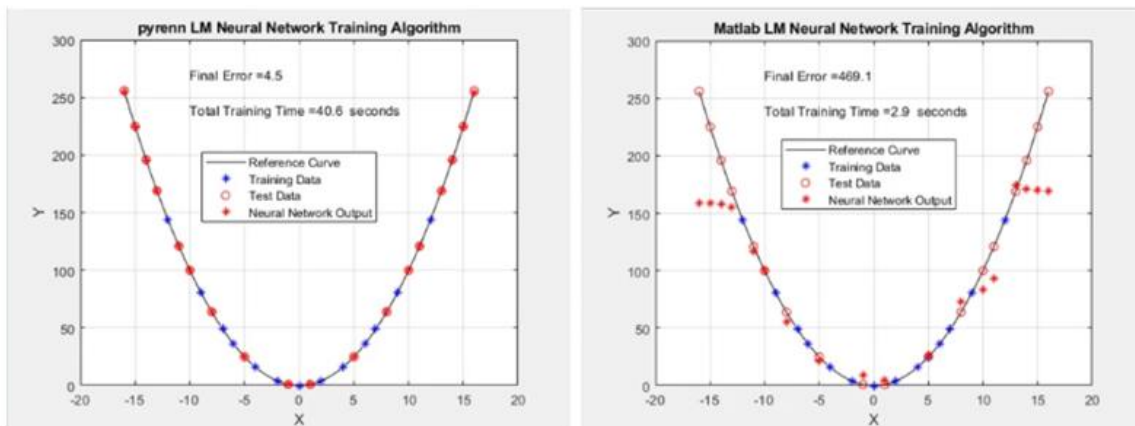 pyrenn LM Neural Network Training Algorithm
300
250
200
150
100
50
0
Y
Final Error =4.5
Total Training Time =40.6 seconds
Reference Curve
Training Data
Test Data
Neural Network Output
-20
-15
-10
-5
0
5
10
15
20
X
Matlab LM Neural Network Training Algorithm
300
250
200
150
100
50
0
Y
Final Error =469.1
Total Training Time =2.9 seconds
Reference Curve
Training Data
Test Data
Neural Network Output
-20
-15
-10
-5
0
5
10
15
20
X